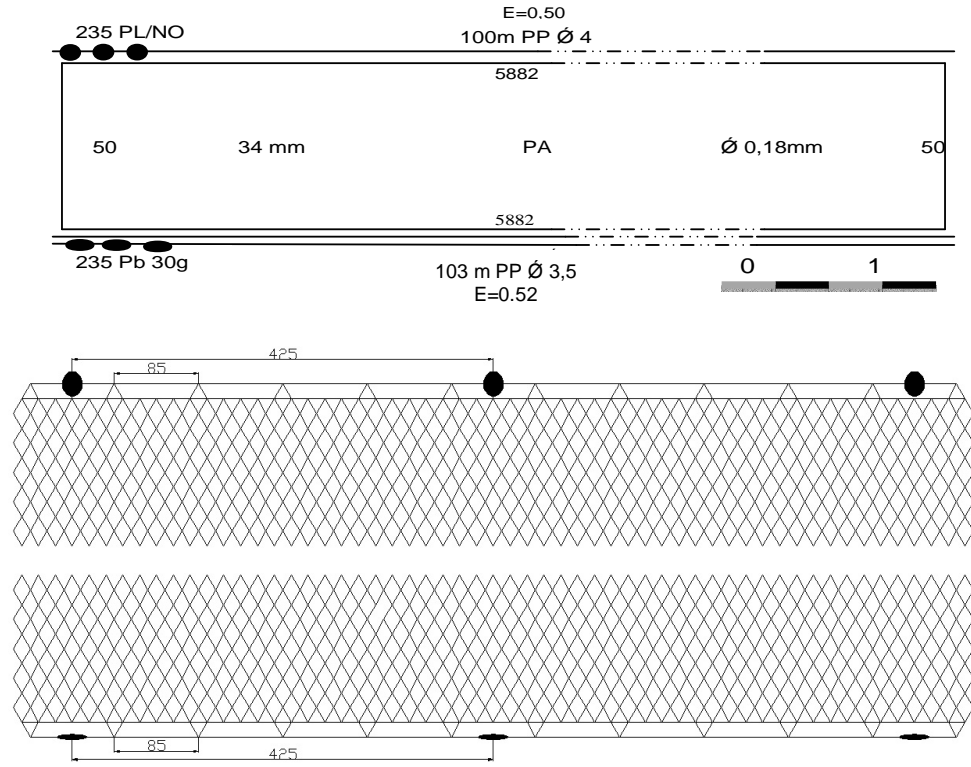 E=0,50
235 PL/NO
100m PP Ø 4
5882
50 34 mm PA Ø 0,18mm 50
5882
235 Pb 30g
103 m PP Ø 3,5
E=0.52
0 1
425
85
85
425